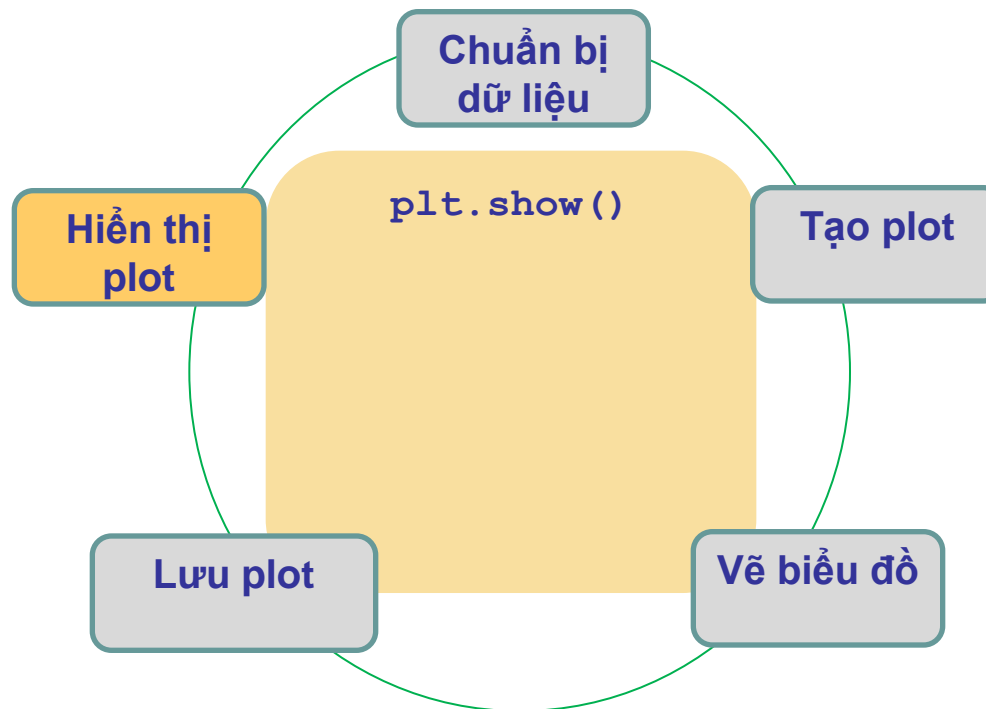 Chuẩn bị
dữ liệu
plt.show()
Hiển thị
plot
Tạo plot
Lưu plot
Vẽ biểu đồ